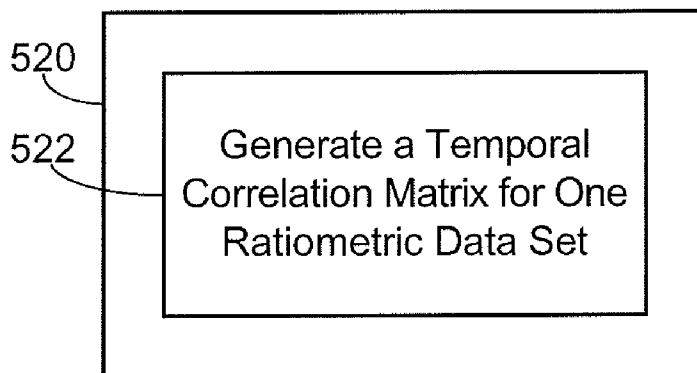 520
522
Generate a Temporal
Correlation Matrix for One
Ratiometric Data Set